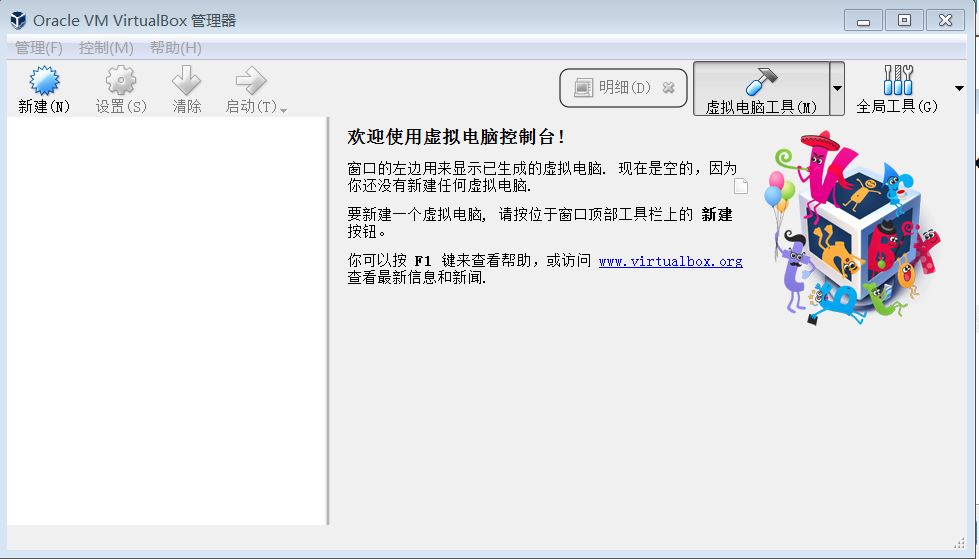 Oracle VM VirtualBox 管理器
管理(F) 控制(M) 帮助(H)
新建(N) 设置(S) 清除 启动(T) 明细(D) 虚拟电脑工具(M) 全局工具(G)
欢迎使用虚拟电脑控制台!
窗口的左边用来显示已生成的虚拟电脑. 现在是空的, 因为
你还没有新建任何虚拟电脑.
要新建一个虚拟电脑, 请按位于窗口顶部工具栏上的 新建
按钮。
你可以按 F1 键来查看帮助, 或访问 www.virtualbox.org
查看最新信息和新闻.